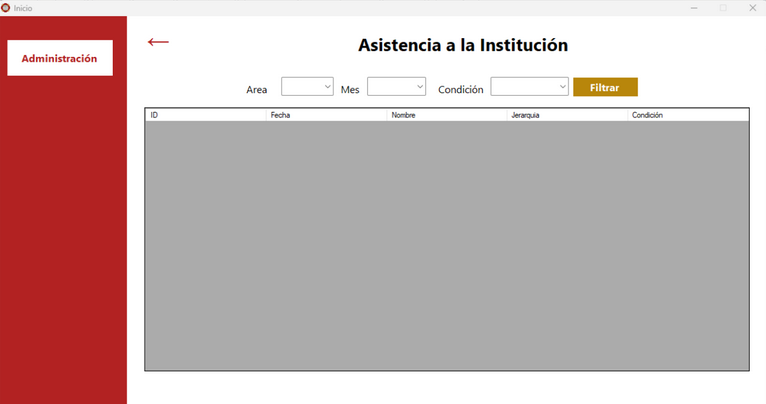 Inicio
Administración
Asistencia a la Institución
Area Mes Condición Filtrar
ID Fecha Nombre Jerarquia Condición